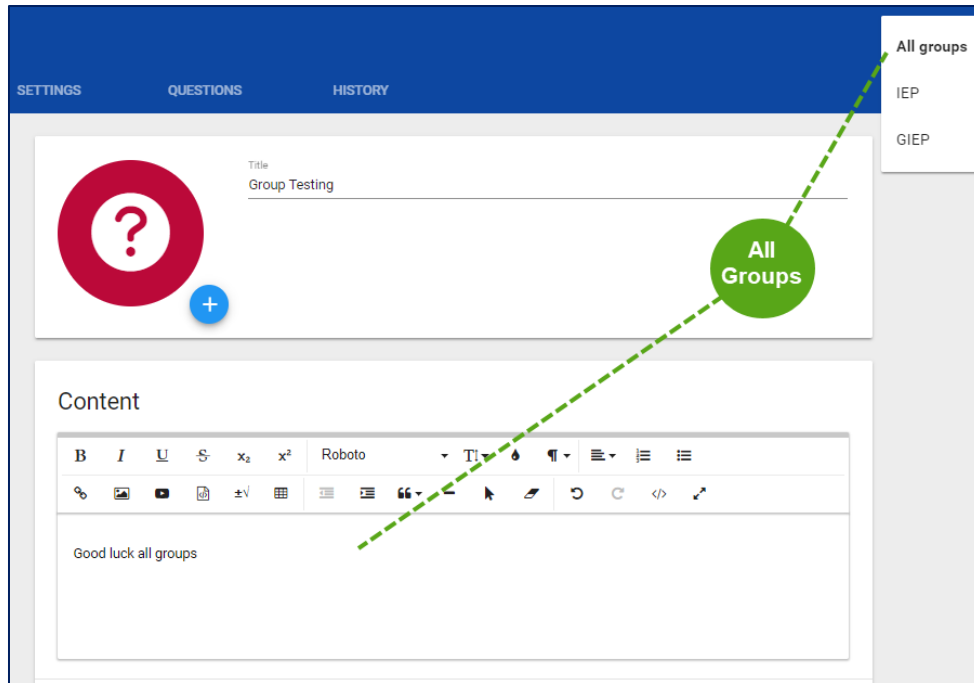 All groups
IEP
GIEP
SETTINGS QUESTIONS HISTORY
Title
Group Testing
All
Groups
Content
B I U S x₂ x² Roboto
Good luck all groups